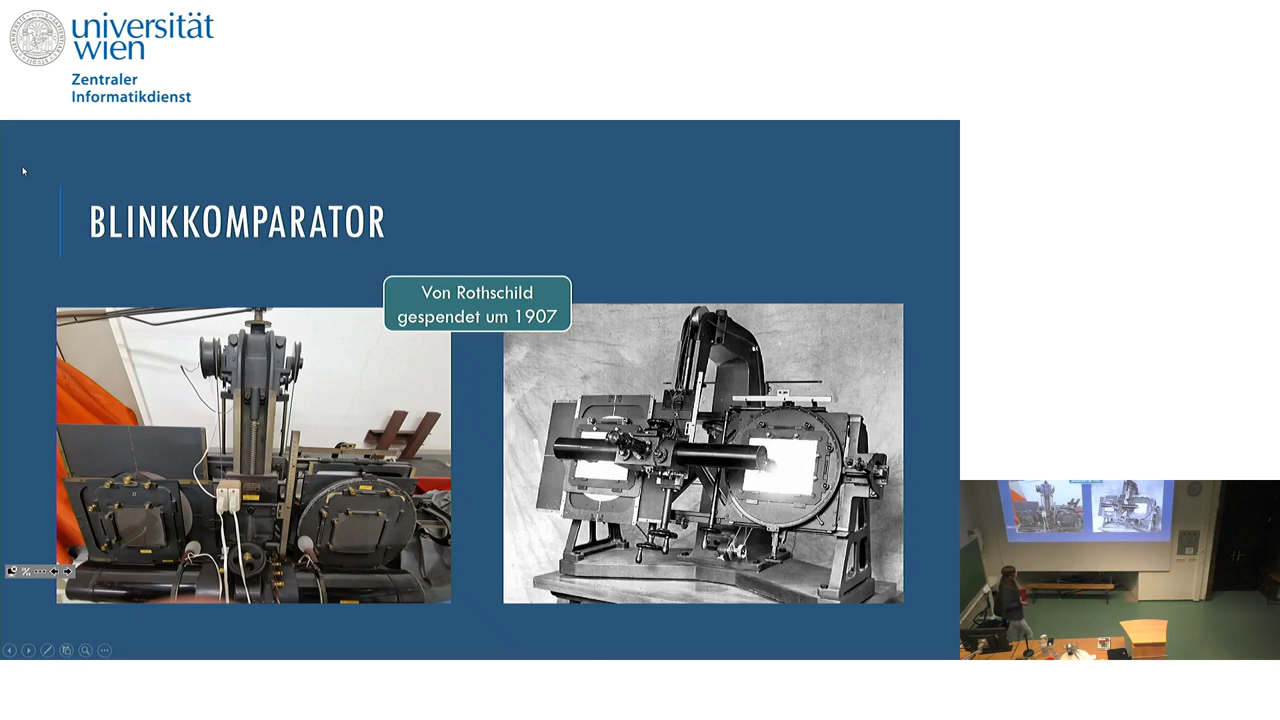 universität
wien
Zentraler
Informatikdienst
BLINKKOMPARATOR
Von Rothschild
gespendet um 1907